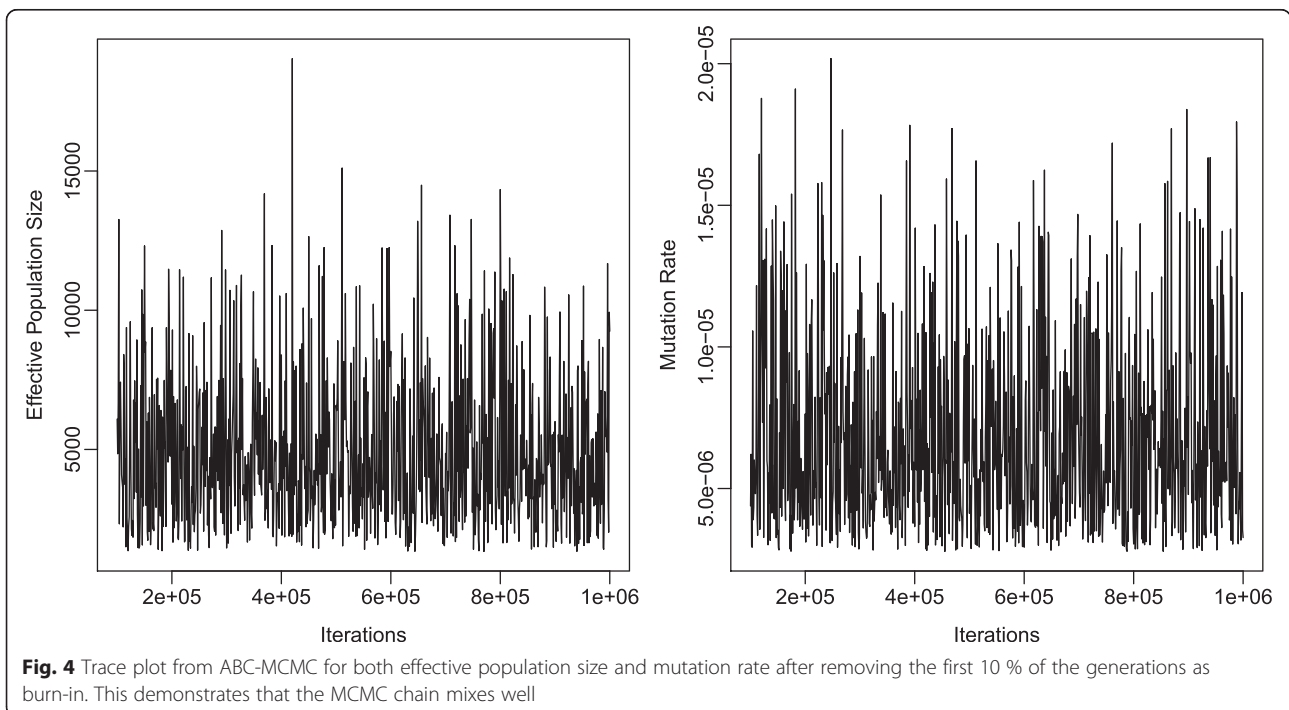 Effective Population Size
15000
10000
5000
2e+05 4e+05 6e+05 8e+05 1e+06
Iterations
Mutation Rate
2.0e−05
1.5e−05
1.0e−05
5.0e−06
2e+05 4e+05 6e+05 8e+05 1e+06
Iterations
Fig. 4 Trace plot from ABC-MCMC for both effective population size and mutation rate after removing the first 10 % of the generations as
burn-in. This demonstrates that the MCMC chain mixes well